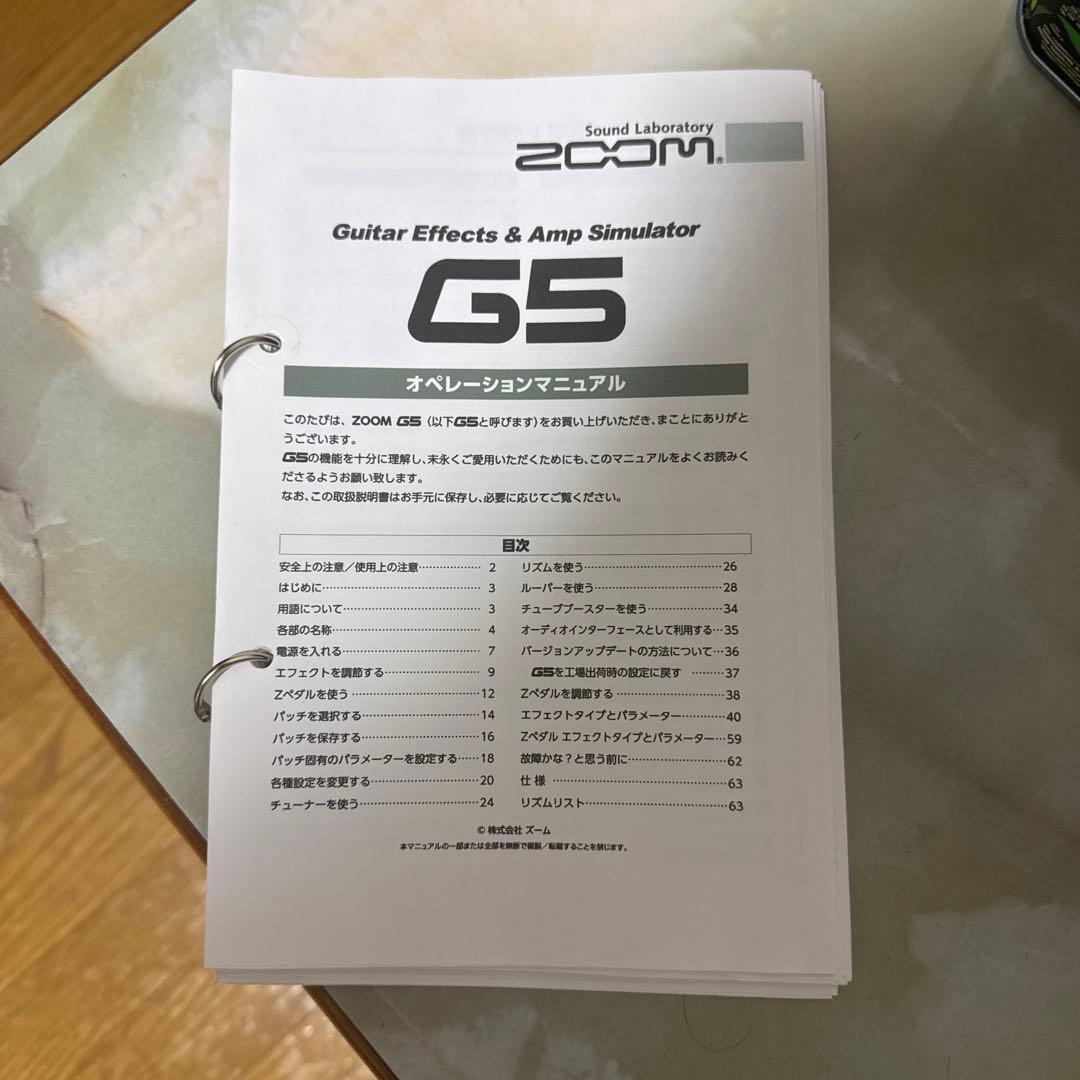 Sound Laboratory
ZOOM®
Guitar Effects & Amp Simulator
G5
オペレーションマニュアル
このたびは、ZOOM G5（以下G5と呼びます）をお買い上げいただき、まことにありがと
うございます。
G5の機能を十分に理解し、末永くご愛用いただくためにも、このマニュアルをよくお読みく
ださるようお願い致します。
なお、この取扱説明書はお手元に保存し、必要に応じてご覧ください。
目次
安全上の注意／使用上の注意………………2
はじめに………………3
用語について………………3
各部の名称………………4
電源を入れる………………7
エフェクトを調節する………………9
Zペダルを使う………………12
パッチを選択する………………14
パッチを保存する………………16
パッチ固有のパラメーターを設定する……18
各種設定を変更する………………20
チューナーを使う………………24
リズムを使う………………26
ルーパーを使う………………28
チューブブースターを使う………………34
オーディオインターフェースとして利用する…35
バージョンアップデートの方法について…36
G5を工場出荷時の設定に戻す………37
Zペダルを調節する………………38
エフェクトタイプとパラメーター…………40
Zペダル エフェクトタイプとパラメーター…59
故障かな？と思う前に………………62
仕様………………63
リズムリスト………………63
© 株式会社 ズーム
本マニュアルの一部または全部を無断で複製／転載することを禁じます。